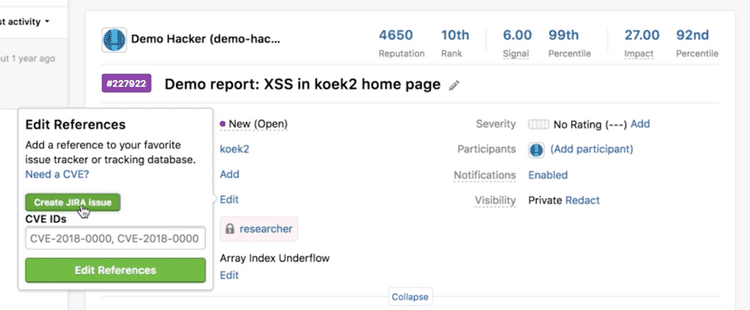 st activity
out 1 year ago
Demo Hacker (demo-hac...
4650
Reputation
10th
Rank
6.00
Signal
99th
Percentile
27.00
Impact
92nd
Percentile
#227922
Demo report: XSS in koek2 home page
Edit References
Add a reference to your favorite
issue tracker or tracking database.
Need a CVE?
Create JIRA issue
CVE IDs
CVE-2018-0000, CVE-2018-0000
Edit References
New (Open)
koek2
Add
Edit
researcher
Array Index Underflow
Edit
Severity
No Rating (---) Add
Participants
(Add participant)
Notifications
Enabled
Visibility
Private Redact
Collapse